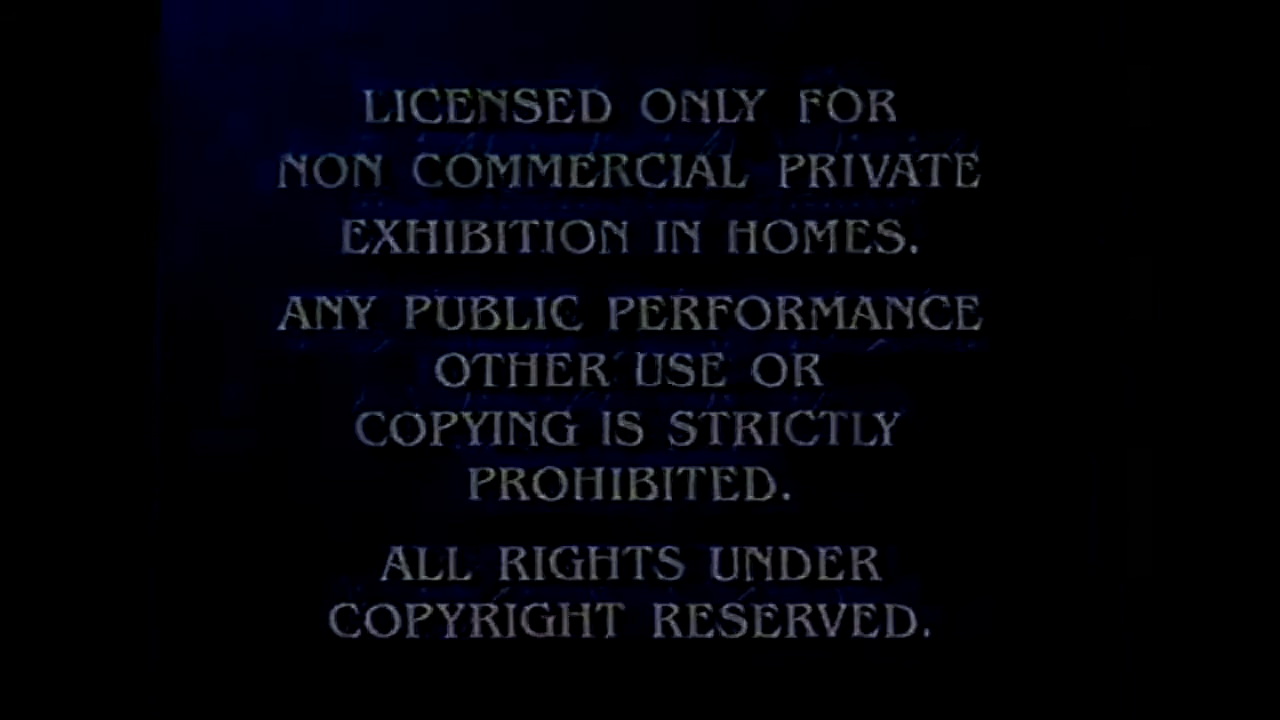 LICENSED ONLY FOR
NON COMMERCIAL PRIVATE
EXHIBITION IN HOMES.
ANY PUBLIC PERFORMANCE
OTHER USE OR
COPYING IS STRICTLY
PROHIBITED.
ALL RIGHTS UNDER
COPYRIGHT RESERVED.